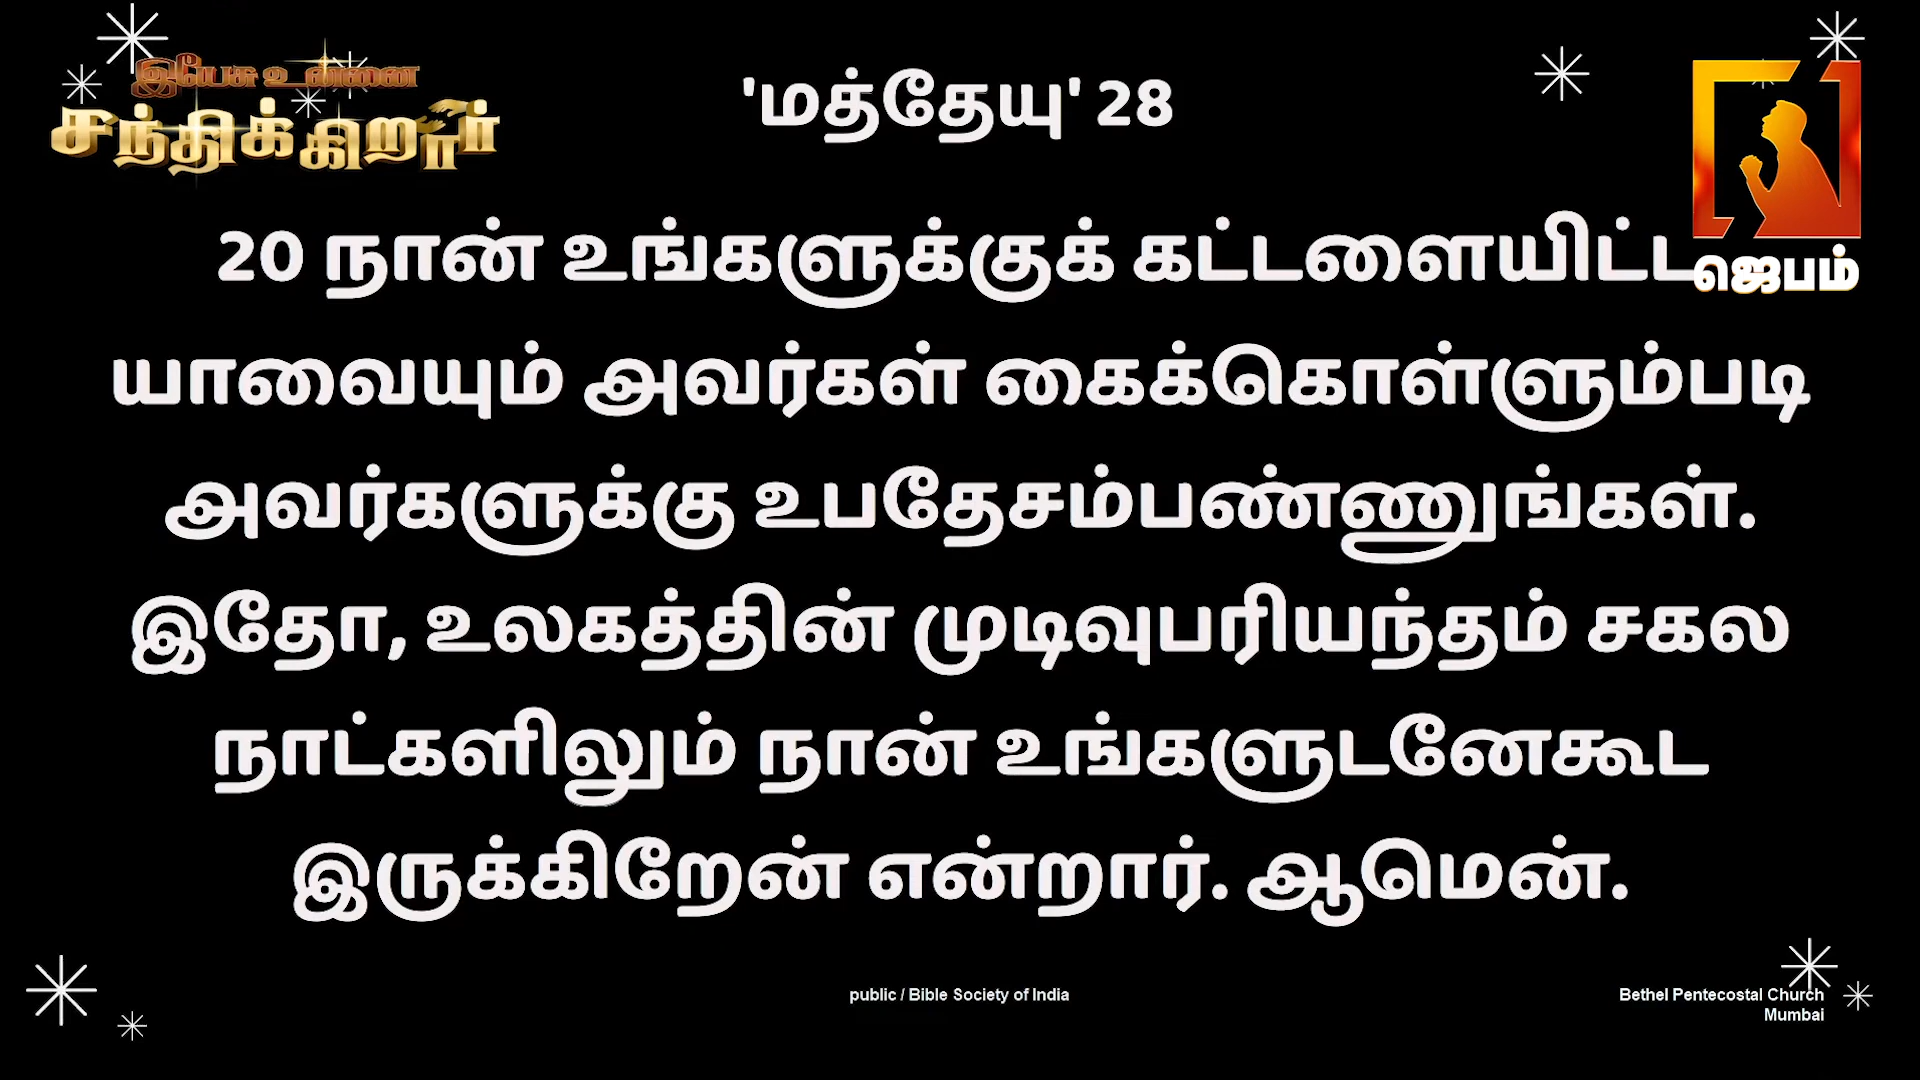 இயேசு உன்னை
சந்திக்கிறார்
'மத்தேயு' 28
20 நான் உங்களுக்குக் கட்டளையிட்ட
ஜெபம்
யாவையும் அவர்கள் கைக்கொள்ளும்படி
அவர்களுக்கு உபதேசம்பண்ணுங்கள்.
இதோ, உலகத்தின் முடிவுபரியந்தம் சகல
நாட்களிலும் நான் உங்களுடனேகூட
இருக்கிறேன் என்றார். ஆமென்.
public / Bible Society of India
Bethel Pentecostal Church
Mumbai